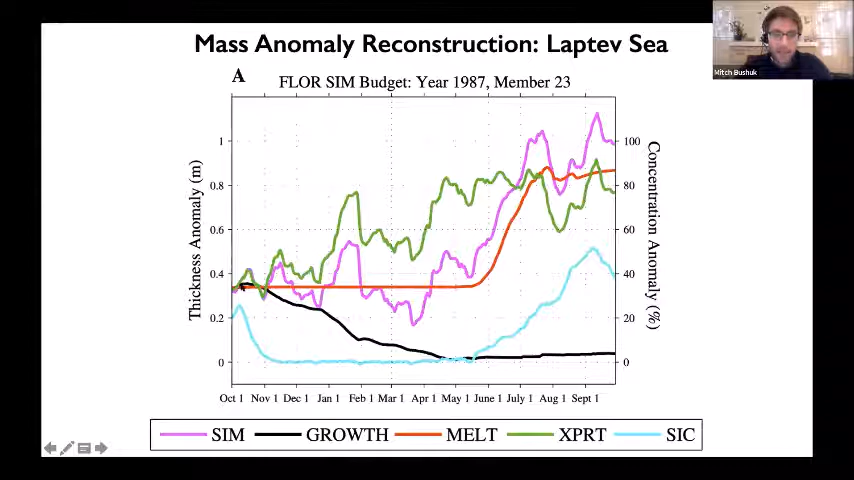 Mass Anomaly Reconstruction: Laptev Sea
Mitch Bushuk
A
FLOR SIM Budget: Year 1987, Member 23
Thickness Anomaly (m)
1
0.8
0.6
0.4
0.2
0
Concentration Anomaly (%)
100
80
60
40
20
0
Oct 1 Nov 1 Dec 1 Jan 1 Feb 1 Mar 1 Apr 1 May 1 June 1 July 1 Aug 1 Sept 1
SIM GROWTH MELT XPRT SIC